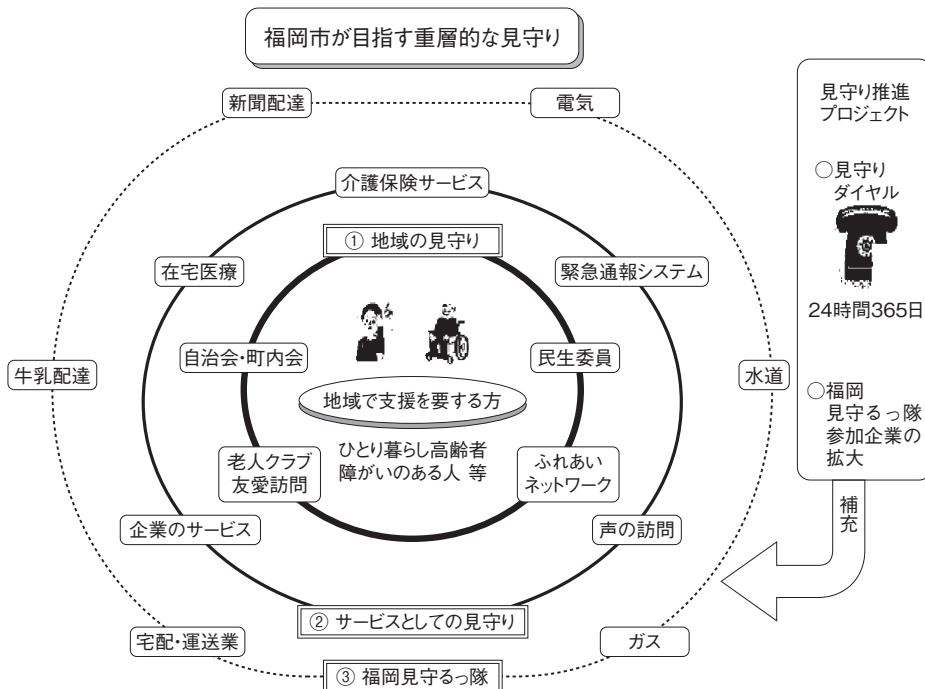 福岡市が目指す重層的な見守り
新聞配達
電気
介護保険サービス
① 地域の見守り
在宅医療
緊急通報システム
自治会・町内会
民生委員
牛乳配達
水道
地域で支援を要する方
ひとり暮らし高齢者
障がいのある人 等
老人クラブ
友愛訪問
ふれあい
ネットワーク
企業のサービス
声の訪問
② サービスとしての見守り
宅配・運送業
ガス
③ 福岡見守るっ隊
見守り推進
プロジェクト
○見守り
ダイヤル
24時間365日
○福岡
見守るっ隊
参加企業の
拡大
補充